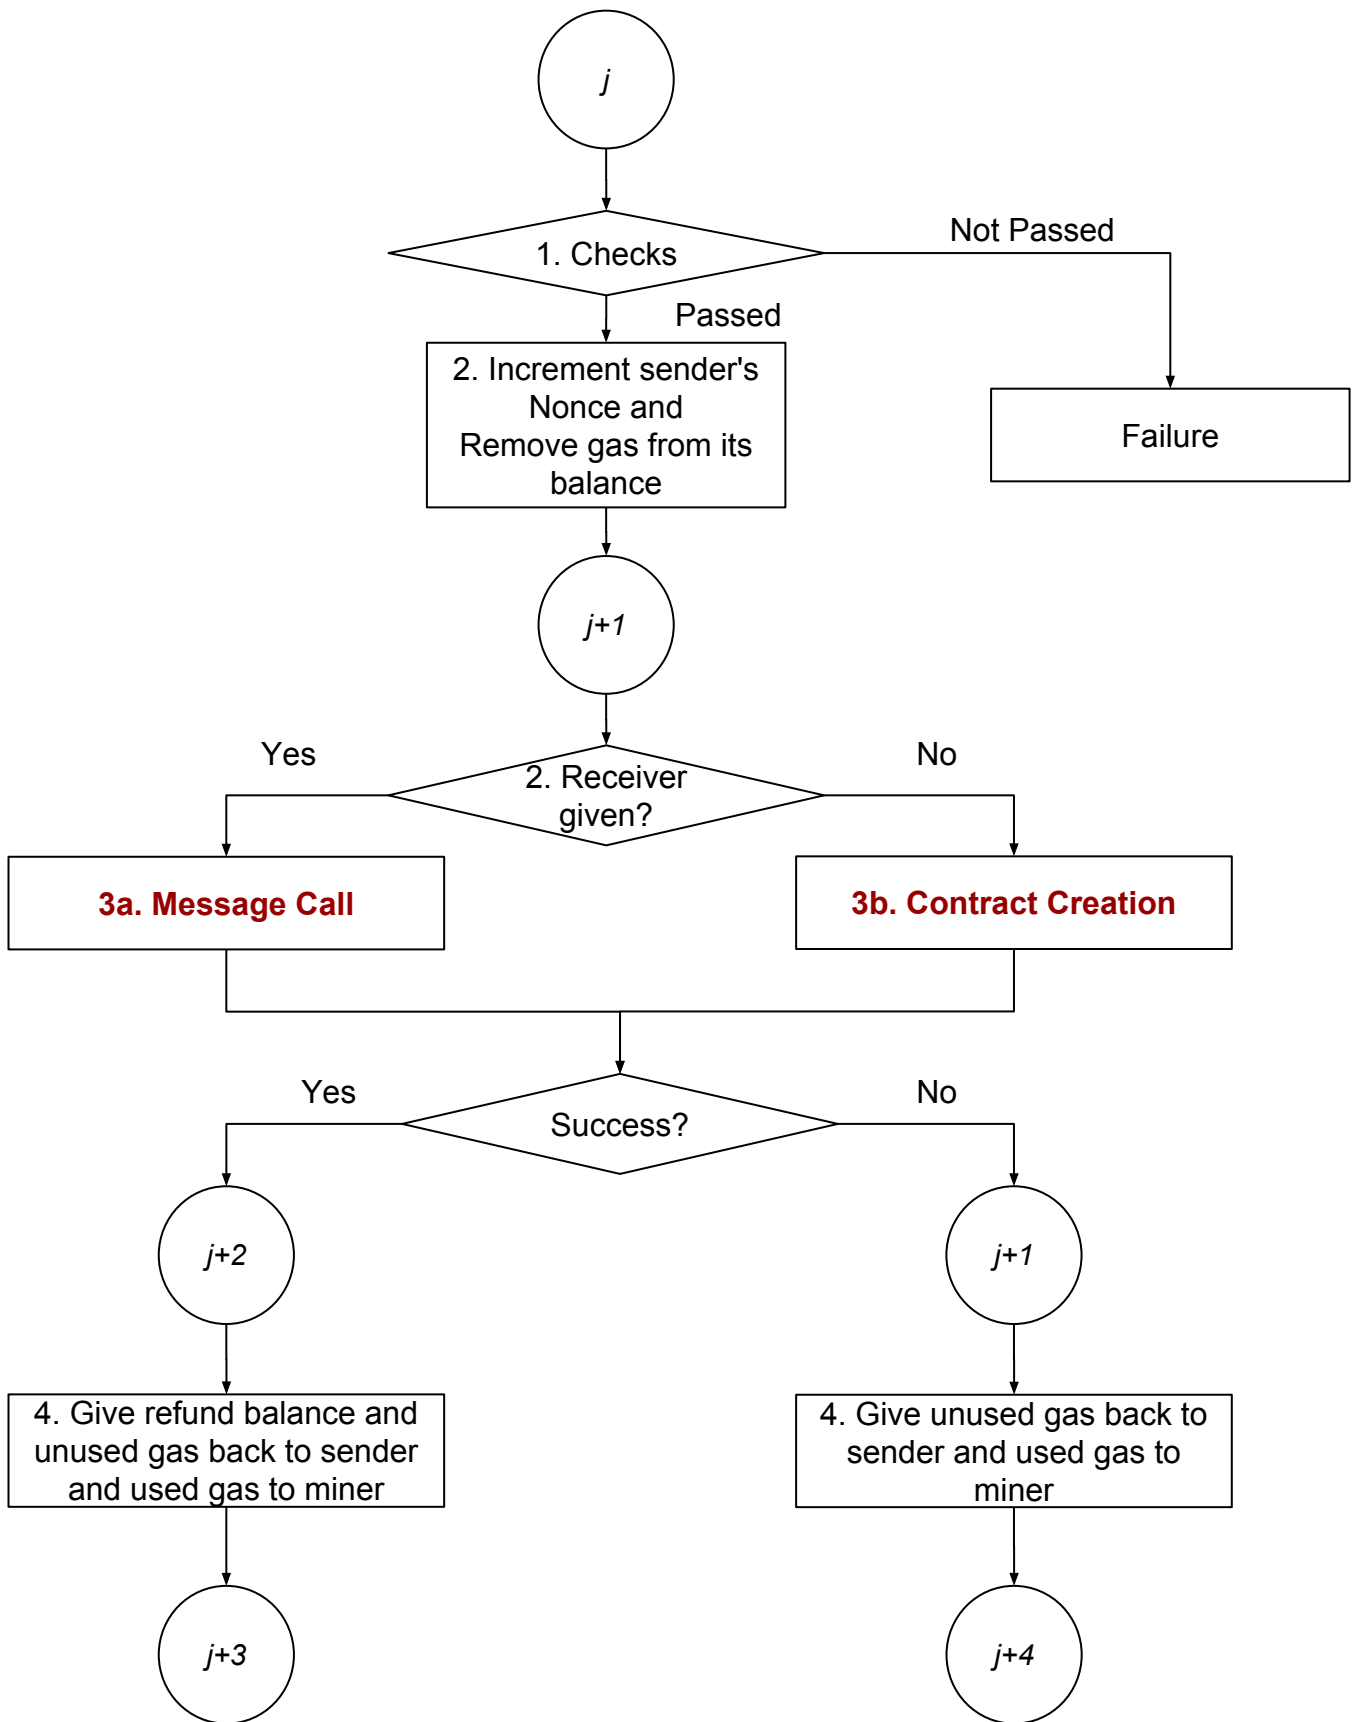 j
Not Passed
1. Checks
Passed
2. Increment sender's
Nonce and
Remove gas from its
balance
Failure
j+1
Yes
No
2. Receiver
given?
3a. Message Call
3b. Contract Creation
Yes
No
Success?
j+2
j+1
4. Give refund balance and
unused gas back to sender
and used gas to miner
4. Give unused gas back to
sender and used gas to
miner
j+3
j+4